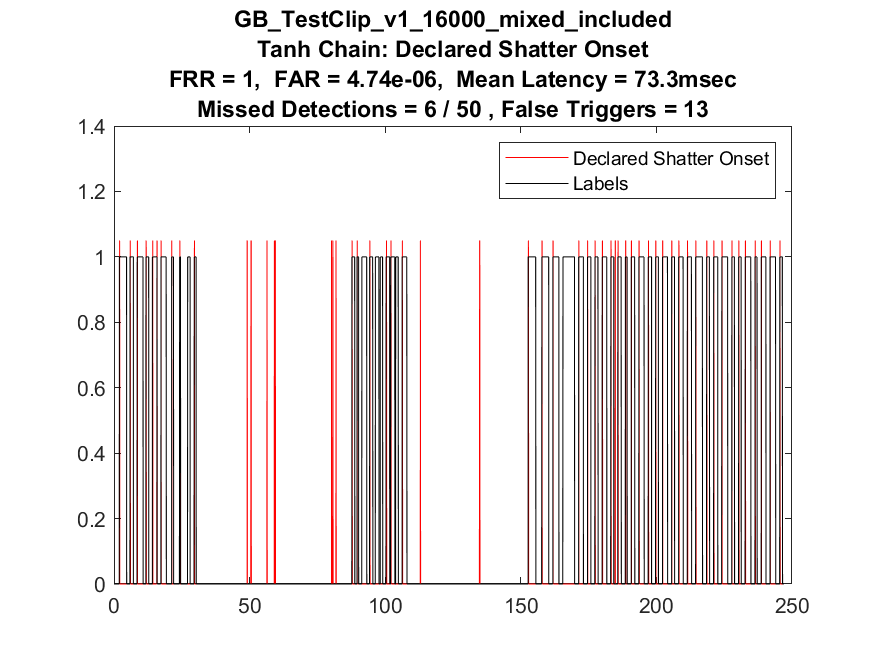 GB_TestClip_v1_16000_mixed_included
Tanh Chain: Declared Shatter Onset
FRR = 1,  FAR = 4.74e-06,  Mean Latency = 73.3msec
Missed Detections = 6 / 50 , False Triggers = 13
1.4
1.2
1
0.8
0.6
0.4
0.2
0
Declared Shatter Onset
Labels
0 50 100 150 200 250